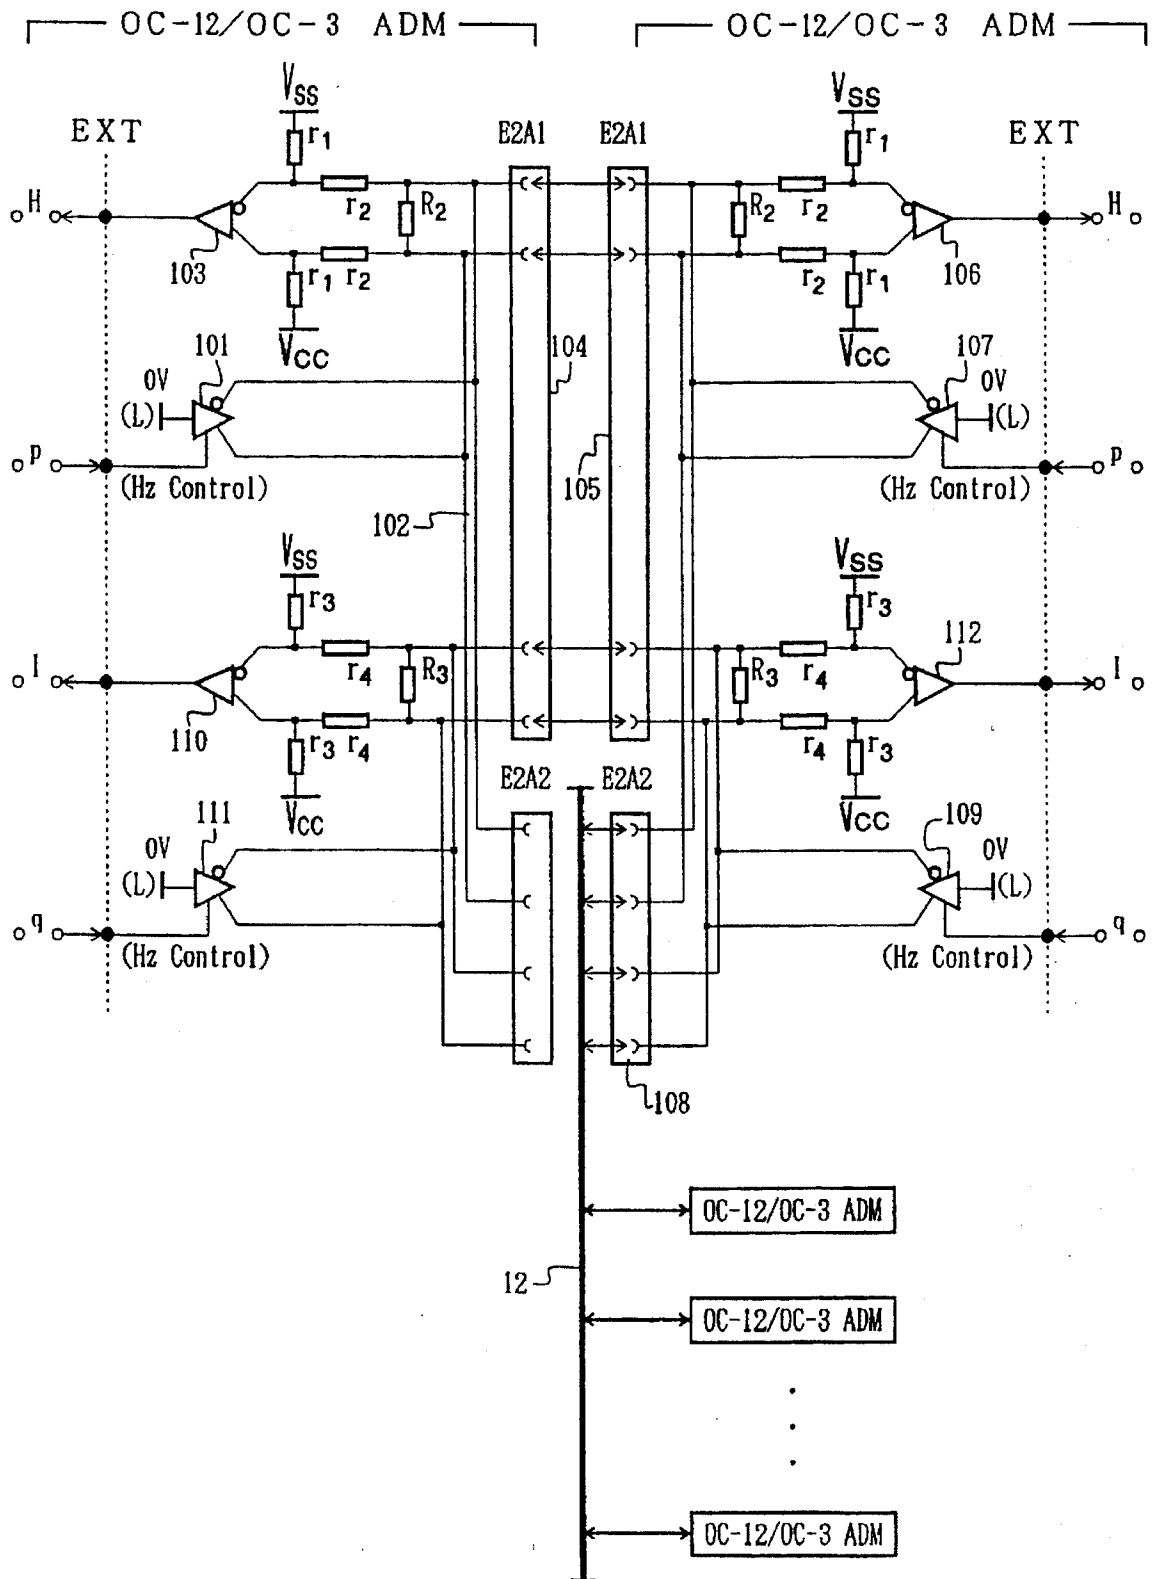 OC-12/OC-3 ADM OC-12/OC-3 ADM
VSS VSS
EXT r1 E2A1 E2A1 r1 EXT
H r2 R2 R2 r2 H
103 r1 r2 r2 r1 106
VCC VCC
101 104 107
0V 0V
(L) (L)
p p
(Hz Control) 105 (Hz Control)
102
VSS VSS
r3 r3
112
I r4 R3 R3 r4 I
110 r3 r4 r4 r3
E2A2 E2A2
VCC VCC
111 109
0V 0V
(L) (L)
q q
(Hz Control) (Hz Control)
108
OC-12/OC-3 ADM
12
OC-12/OC-3 ADM
OC-12/OC-3 ADM